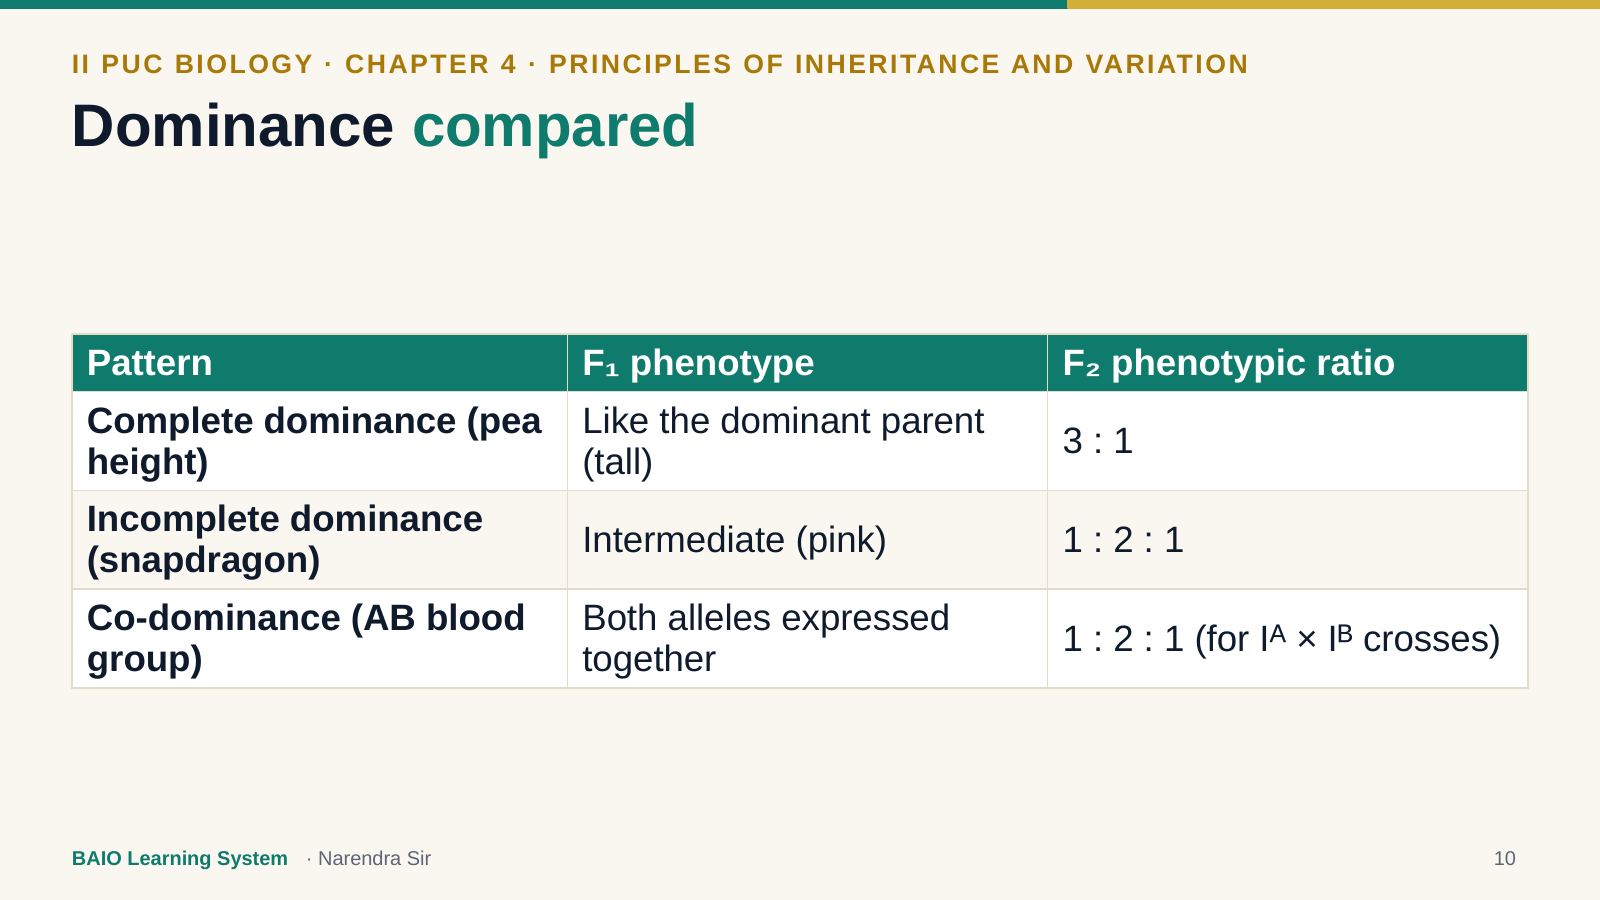 II PUC BIOLOGY · CHAPTER 4 · PRINCIPLES OF INHERITANCE AND VARIATION
Dominance compared
Pattern
F₁ phenotype
F₂ phenotypic ratio
Complete dominance (pea
height)
Like the dominant parent
(tall)
3 : 1
Incomplete dominance
(snapdragon)
Intermediate (pink)
1 : 2 : 1
Co-dominance (AB blood
group)
Both alleles expressed
together
1 : 2 : 1 (for Iᴬ × Iᴮ crosses)
BAIO Learning System · Narendra Sir
10